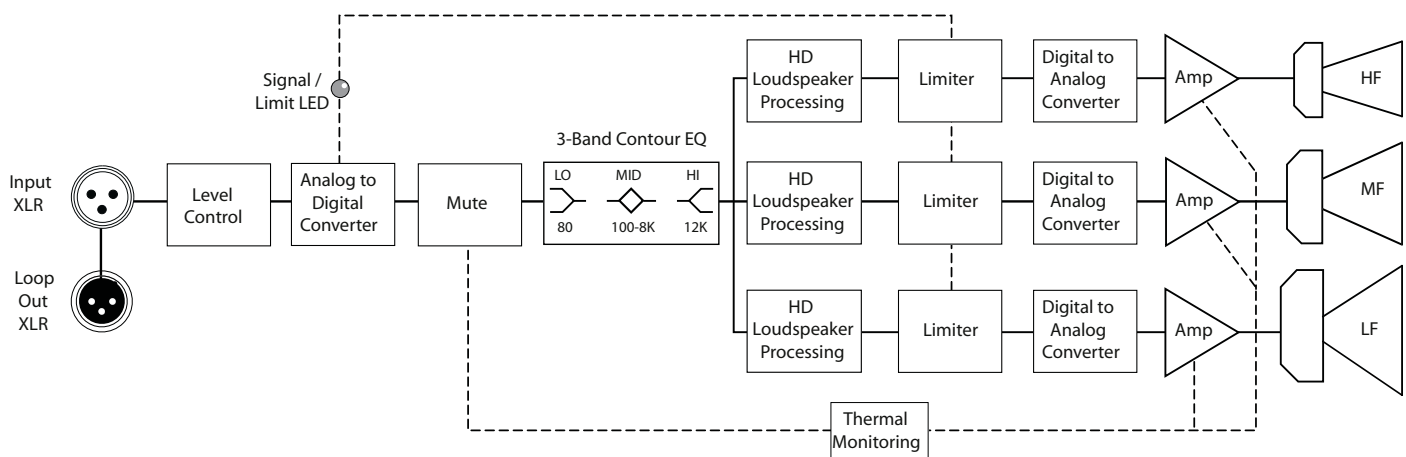 Signal /
Limit LED
Input
XLR
Loop
Out
XLR
Level
Control
Analog to
Digital
Converter
Mute
3-Band Contour EQ
LO MID HI
80 100-8K 12K
HD
Loudspeaker
Processing
Limiter
Digital to
Analog
Converter
Amp
HF
HD
Loudspeaker
Processing
Limiter
Digital to
Analog
Converter
Amp
MF
HD
Loudspeaker
Processing
Limiter
Digital to
Analog
Converter
Amp
LF
Thermal
Monitoring